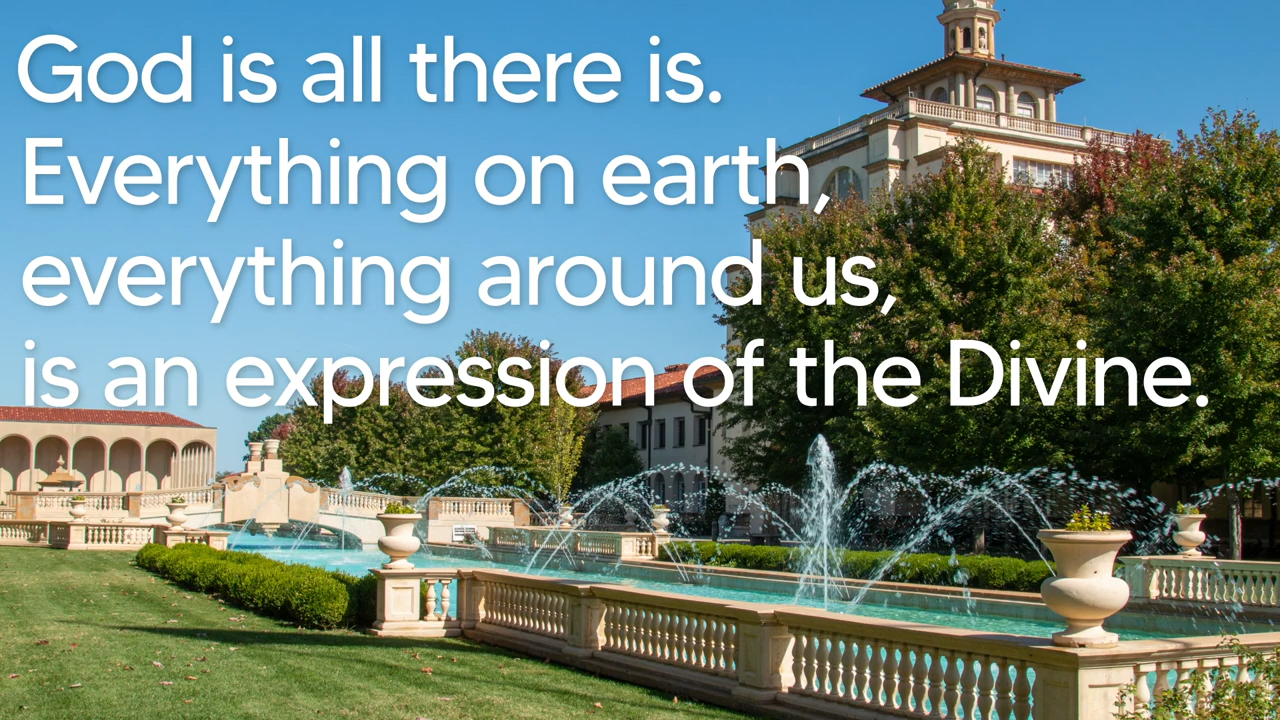 God is all there is.
Everything on earth,
everything around us,
is an expression of the Divine.